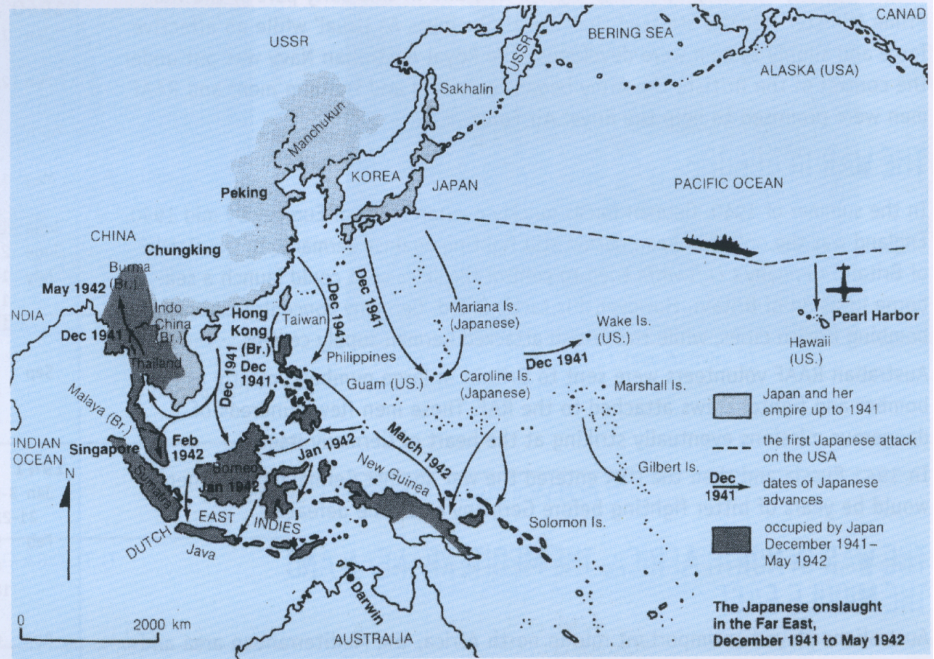 CANAD
BERING SEA
USSR
USSR
ALASKA (USA)
Sakhalin
Manchukun
KOREA
JAPAN
PACIFIC OCEAN
Peking
CHINA
Chungking
Burma
(Br.)
May 1942
NDIA
Indo
China
(Br.)
Dec 1941
Thailand
Hong
Kong
(Br.)
Dec
1941
Taiwan
Dec 1941
Dec 1941
Dec 1941
Mariana Is.
(Japanese)
Wake Is.
(US.)
Dec 1941
Pearl Harbor
Hawaii
(US.)
Philippines
Guam (US.)
Caroline Is.
(Japanese)
Marshall Is.
Malaya (Br.)
INDIAN
OCEAN
Singapore
Feb
1942
Sumatra
Borneo
Jan 1942
Jan 1942
March 1942
New Guinea
Gilbert Is.
Solomon Is.
DUTCH
EAST
INDIES
Java
N
Darwin
AUSTRALIA
0
2000 km
Japan and her
empire up to 1941
the first Japanese attack
on the USA
Dec
1941
dates of Japanese
advances
occupied by Japan
December 1941–
May 1942
The Japanese onslaught
in the Far East,
December 1941 to May 1942